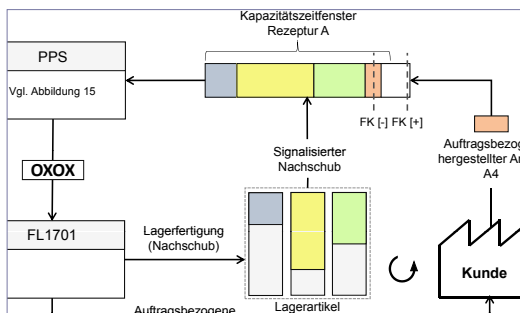 Kapazitätszeitfenster
Rezeptur A
PPS
Vgl. Abbildung 15
FK [-]
FK [+]
Signalisierter
Nachschub
Auftragsbezog
hergestellter Ar
A4
OXOX
FL1701
Lagerfertigung
(Nachschub)
Kunde
Lagerartikel
Auftragsbezogene